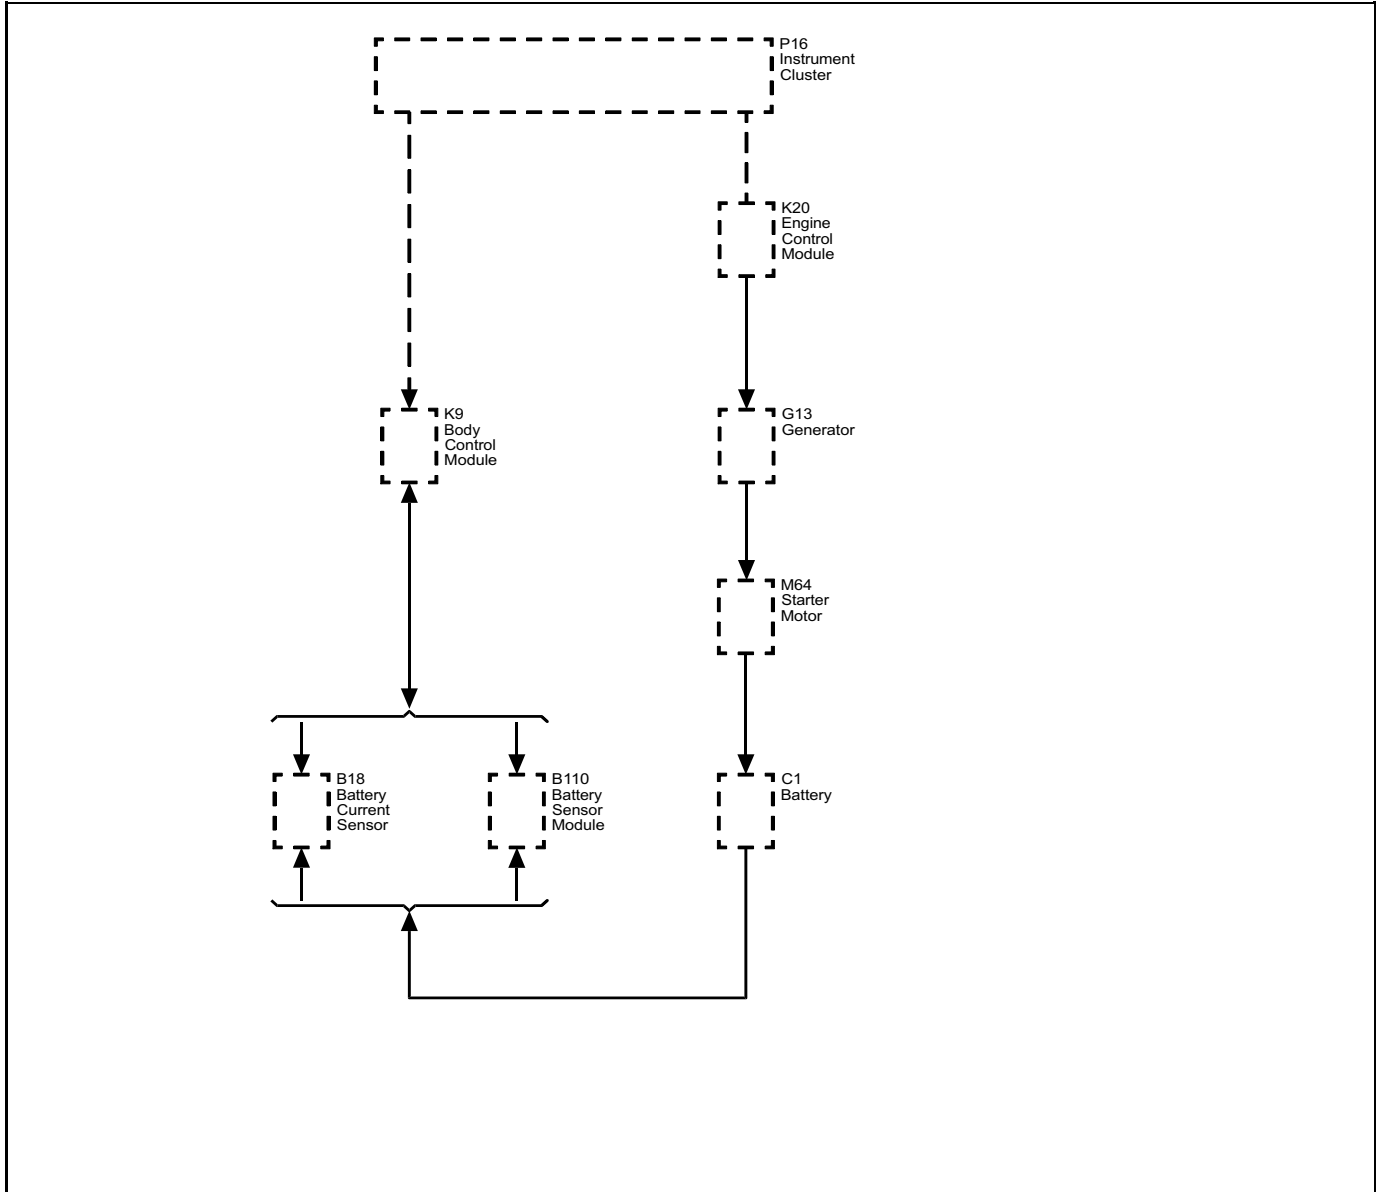 P16
Instrument
Cluster
K20
Engine
Control
Module
K9
Body
Control
Module
G13
Generator
M64
Starter
Motor
B18
Battery
Current
Sensor
B110
Battery
Sensor
Module
C1
Battery